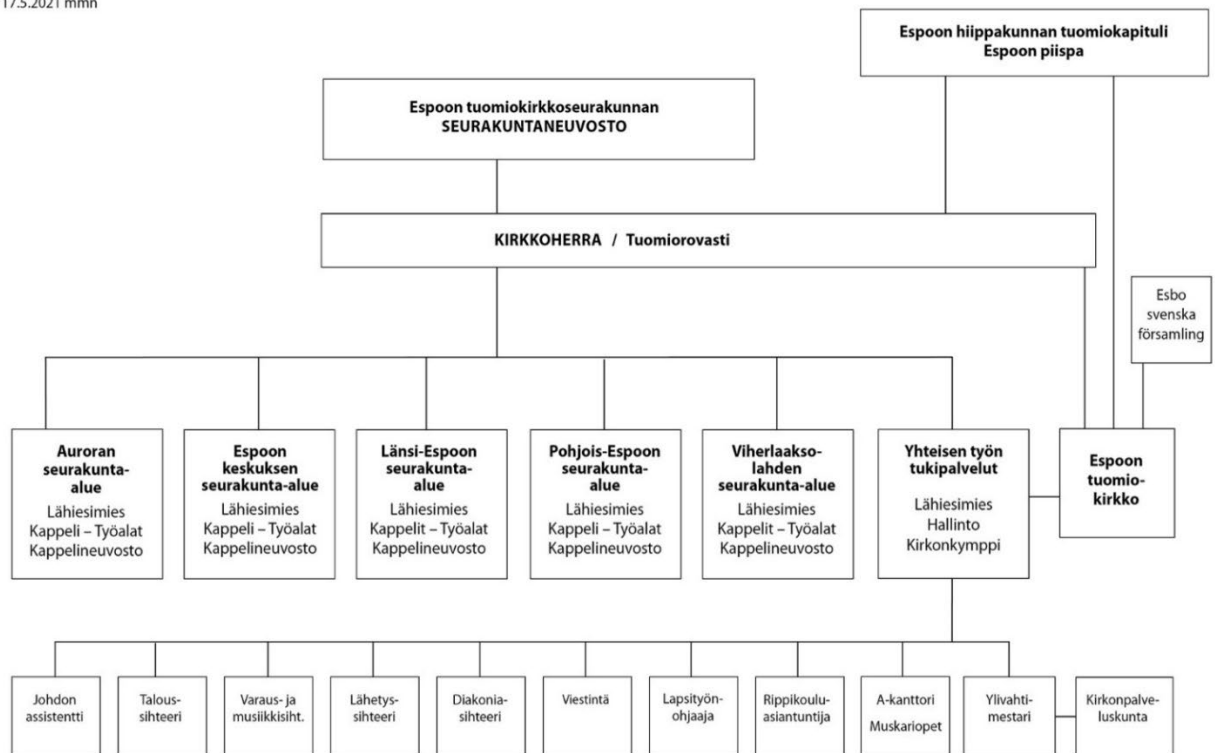 17.5.2021 mmn
Espoon hiippakunnan tuomiokapituli
Espoon piispa
Espoon tuomiokirkkoseurakunnan
SEURAKUNTANEUVOSTO
KIRKKOHERRA / Tuomiorovasti
Esbo
svenska
församling
Auroran
seurakunta-
alue
Lähiesimies
Kappeli – Työalat
Kappelineuvosto
Espoon
keskuksen
seurakunta-alue
Lähiesimies
Kappeli – Työalat
Kappelineuvosto
Länsi-Espoon
seurakunta-
alue
Lähiesimies
Kappelit – Työalat
Kappelineuvosto
Pohjois-Espoon
seurakunta-
alue
Lähiesimies
Kappeli – Työalat
Kappelineuvosto
Viherlaakso-
lahden
seurakunta-alue
Lähiesimies
Kappelit – Työalat
Kappelineuvosto
Yhteisen työn
tukipalvelut
Lähiesimies
Hallinto
Kirkonkymppi
Espoon
tuomio-
kirkko
Johdon
assistentti
Talous-
sihteeri
Varaus- ja
musiikkisiht.
Lähetys-
sihteeri
Diakonia-
sihteeri
Viestintä
Lapsityön-
ohjaaja
Rippikoulu-
asiantuntija
A-kanttori
Muskariopet
Ylivahti-
mestari
Kirkonpalve-
luskunta